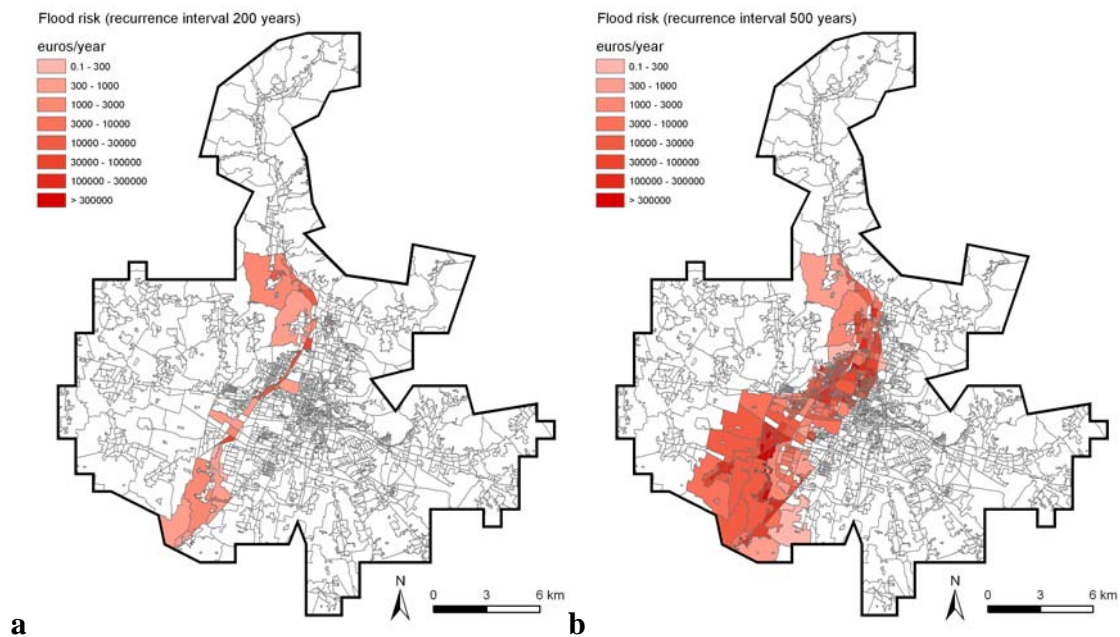 Flood risk (recurrence interval 200 years)
euros/year
0.1 - 300
300 - 1000
1000 - 3000
3000 - 10000
10000 - 30000
30000 - 100000
100000 - 300000
> 300000
N
0 3 6 km
a
Flood risk (recurrence interval 500 years)
euros/year
0.1 - 300
300 - 1000
1000 - 3000
3000 - 10000
10000 - 30000
30000 - 100000
100000 - 300000
> 300000
N
0 3 6 km
b